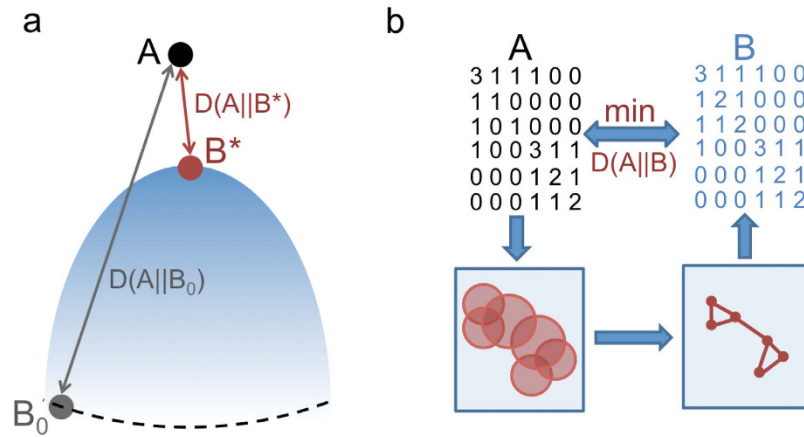 a
A
D(A||B*)
B*
D(A||B₀)
B₀
b
A
3 1 1 1 0 0
1 1 0 0 0 0
1 0 1 0 0 0
1 0 0 3 1 1
0 0 0 1 2 1
0 0 0 1 1 2
min
D(A||B)
B
3 1 1 1 0 0
1 2 1 0 0 0
1 1 2 0 0 0
1 0 0 3 1 1
0 0 0 1 2 1
0 0 0 1 1 2